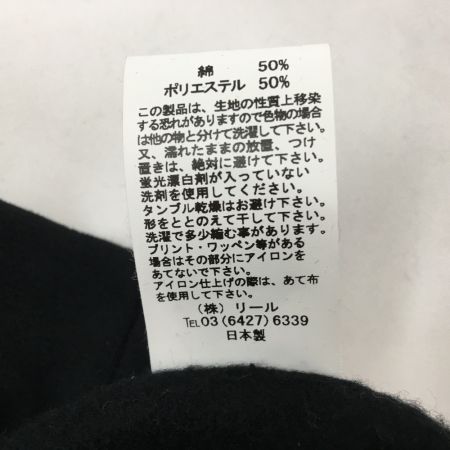 綿 50%
ポリエステル 50%
この製品は、生地の性質上移染
する恐れがありますので色物の場合
は他の物と分けて洗濯して下さい。
又、濡れたままの放置、つけ
置きは、絶対に避けて下さい。
蛍光漂白剤が入っていない
洗剤を使用してください。
タンブル乾燥はお避け下さい。
形をととのえて干して下さい。
洗濯で多少縮む事があります。
プリント・ワッペン等がある
場合はその部分にアイロンを
あてないで下さい。
アイロン仕上げの際は、あて布
を使用して下さい。
(株) リール
TEL 03 (6427) 6339
日本製